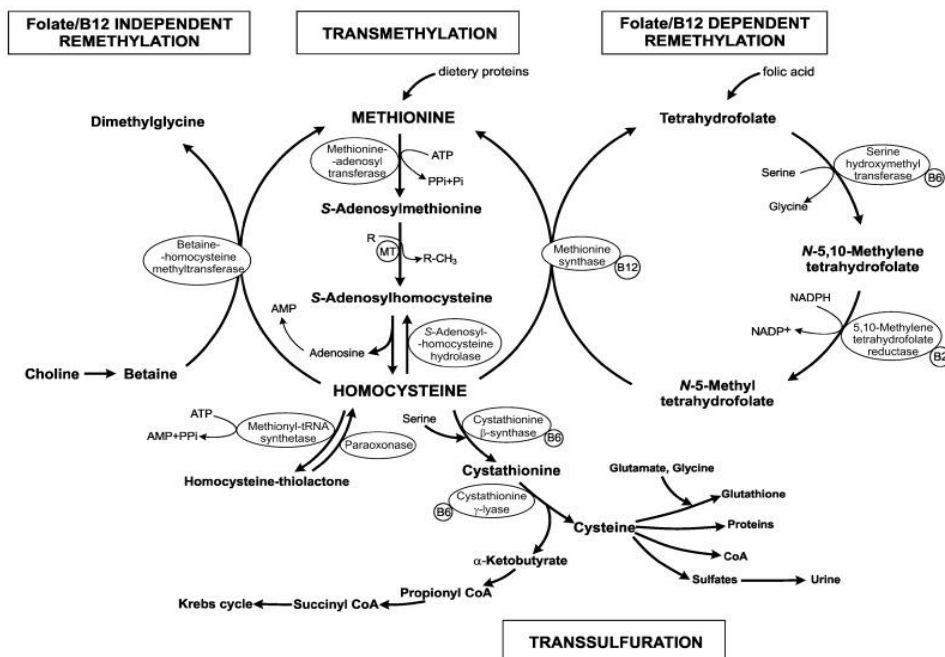 Folate/B12 INDEPENDENT
REMETHYLATION
TRANSMETHYLATION
Folate/B12 DEPENDENT
REMETHYLATION
dietery proteins
folic acid
Dimethylglycine
METHIONINE
Tetrahydrofolate
Methionine-
-adenosyl
transferase
ATP
PPi+Pi
Serine
hydroxymethyl
transferase
B6
Serine
Glycine
S-Adenosylmethionine
Betaine-
-homocysteine
methyltransferase
R
MT
R-CH₃
Methionine
synthase
B12
N-5,10-Methylene
tetrahydrofolate
S-Adenosylhomocysteine
NADPH
NADP+
5,10-Methylene
tetrahydrofolate
reductase
B2
AMP
Adenosine
S-Adenosyl-
-homocysteine
hydrolase
Choline
Betaine
HOMOCYSTEINE
N-5-Methyl
tetrahydrofolate
ATP
AMP+PPi
Methionyl-tRNA
synthetase
Paraoxonase
Serine
Cystathionine
β-synthase
B6
Homocysteine-thiolactone
Cystathionine
Glutamate, Glycine
Cystathionine
γ-lyase
B6
Glutathione
Cysteine
Proteins
CoA
α-Ketobutyrate
Sulfates
Urine
Propionyl CoA
Krebs cycle
Succinyl CoA
TRANSSULFURATION